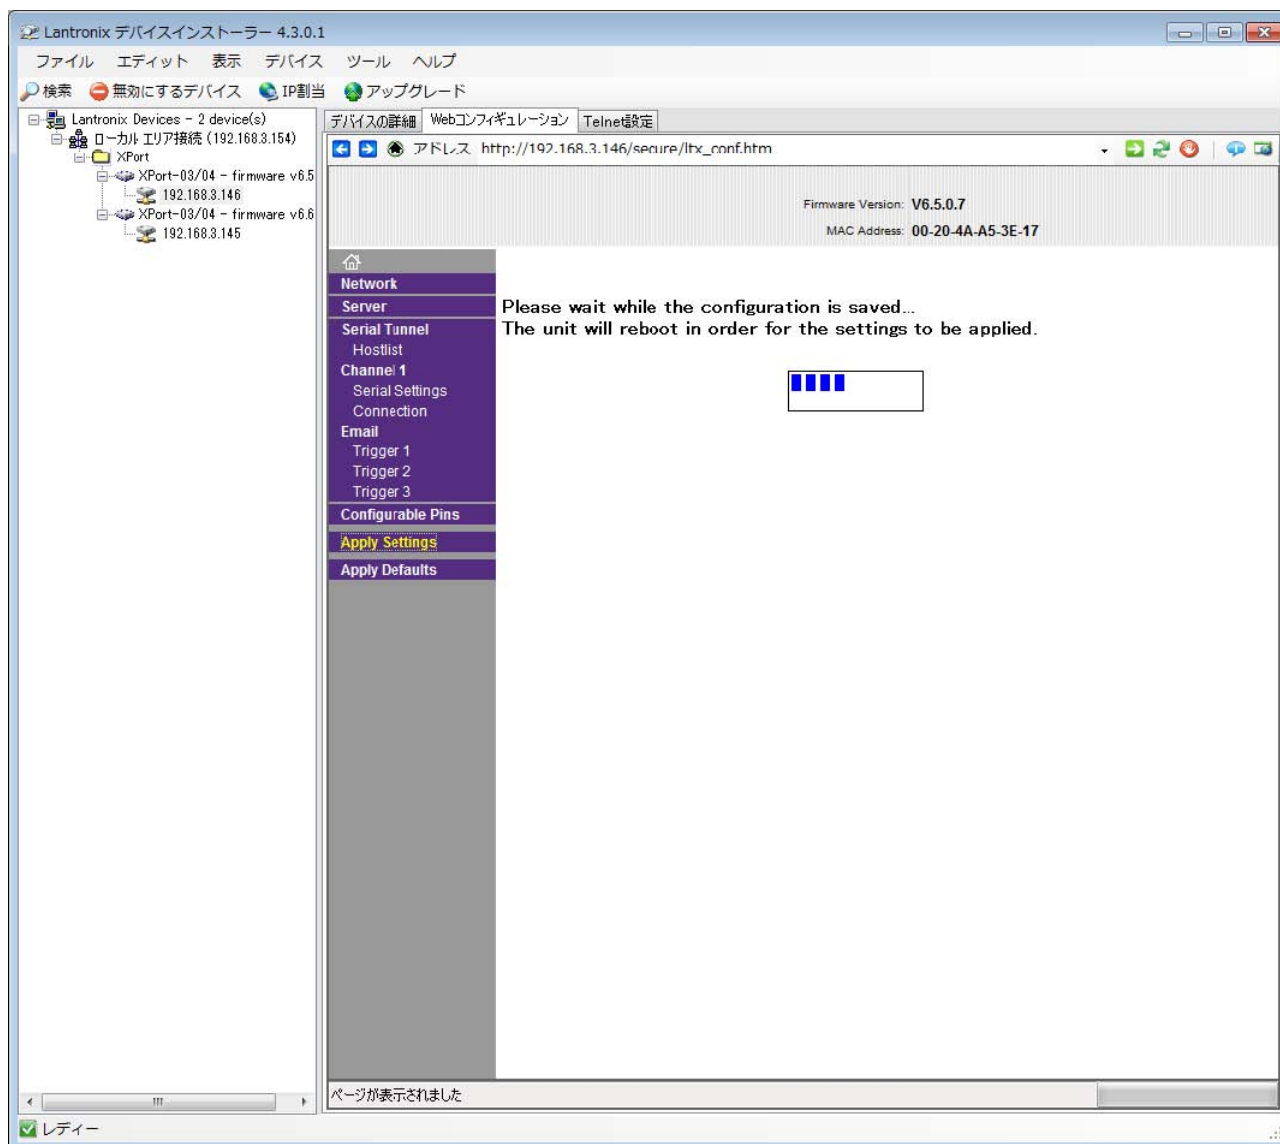 Lantronix デバイスインストーラー 4.3.0.1
ファイル エディット 表示 デバイス ツール ヘルプ
検索 無効にするデバイス IP割当 アップグレード
Lantronix Devices - 2 device(s)
ローカル エリア接続 (192.168.3.154)
XPort
XPort-03/04 - firmware v6.5
192.168.3.146
XPort-03/04 - firmware v6.6
192.168.3.145
デバイスの詳細 Webコンフィギュレーション Telnet設定
アドレス http://192.168.3.146/secure/ltx_conf.htm
Firmware Version: V6.5.0.7
MAC Address: 00-20-4A-A5-3E-17
Network
Server
Serial Tunnel
Hostlist
Channel 1
Serial Settings
Connection
Email
Trigger 1
Trigger 2
Trigger 3
Configurable Pins
Apply Settings
Apply Defaults
Please wait while the configuration is saved...
The unit will reboot in order for the settings to be applied.
ページが表示されました
レディー